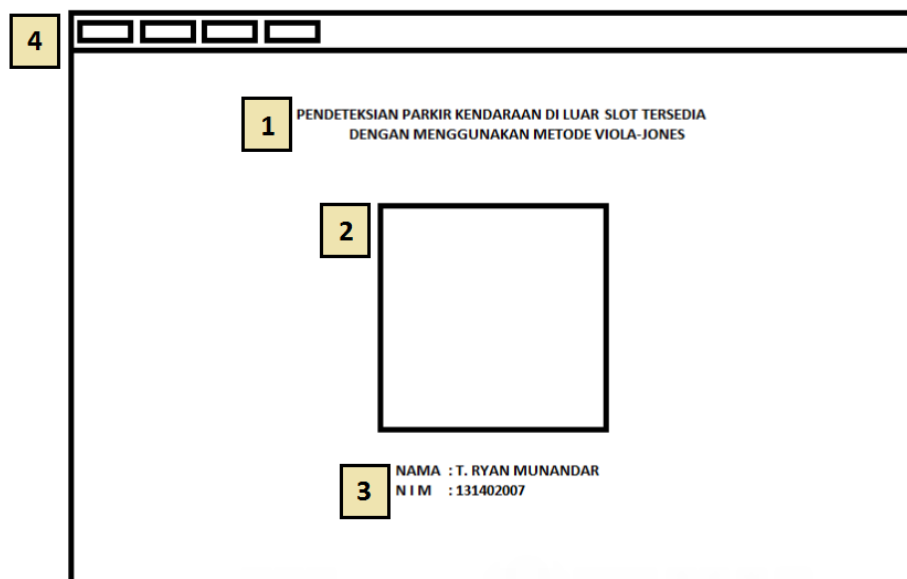 4
1
PENDETEKSIAN PARKIR KENDARAAN DI LUAR SLOT TERSEDIA
DENGAN MENGGUNAKAN METODE VIOLA-JONES
2
3
NAMA : T. RYAN MUNANDAR
N I M : 131402007